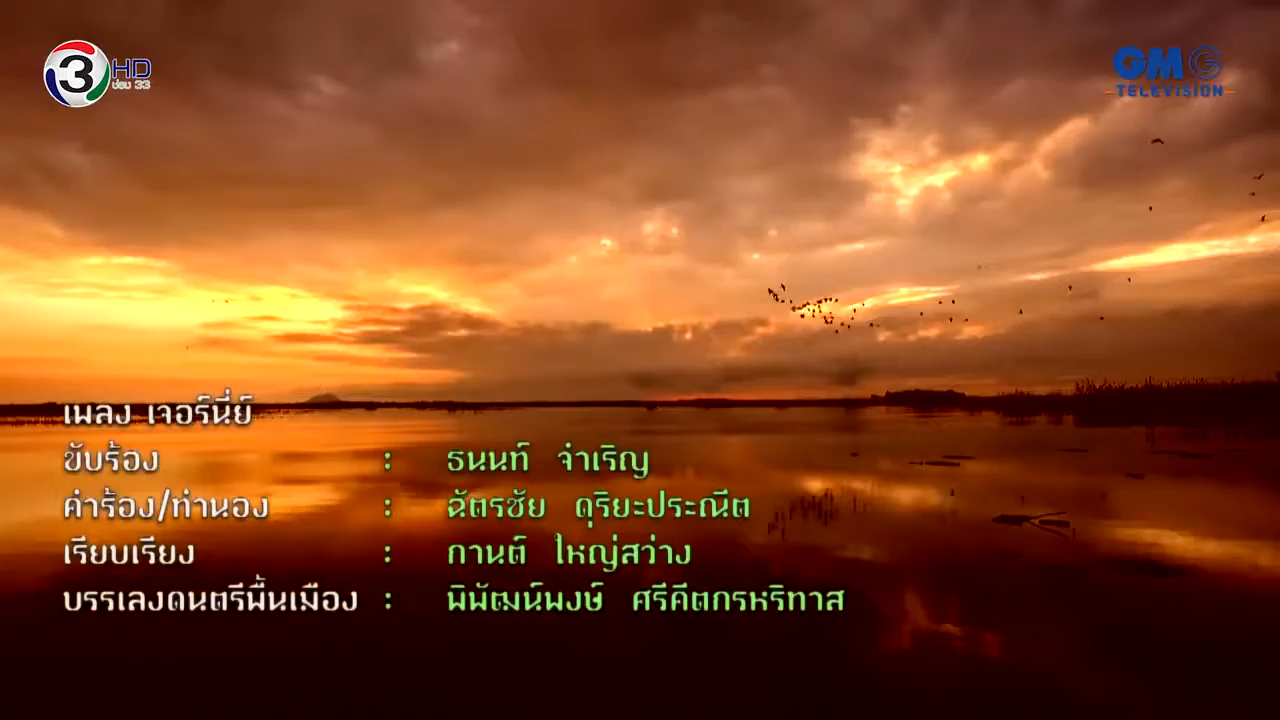 3 HD
ช่อง 33
GMG
TELEVISION
เพลง เจอร์นี่ย์
ขับร้อง : ธนนท์ จำเริญ
คำร้อง/ทำนอง : ฉัตรชัย ดุริยะประณีต
เรียบเรียง : กานต์ ใหญ่สว่าง
บรรเลงดนตรีพื้นเมือง : พิพัฒน์พงษ์ ศรีคีตกรหริทาส